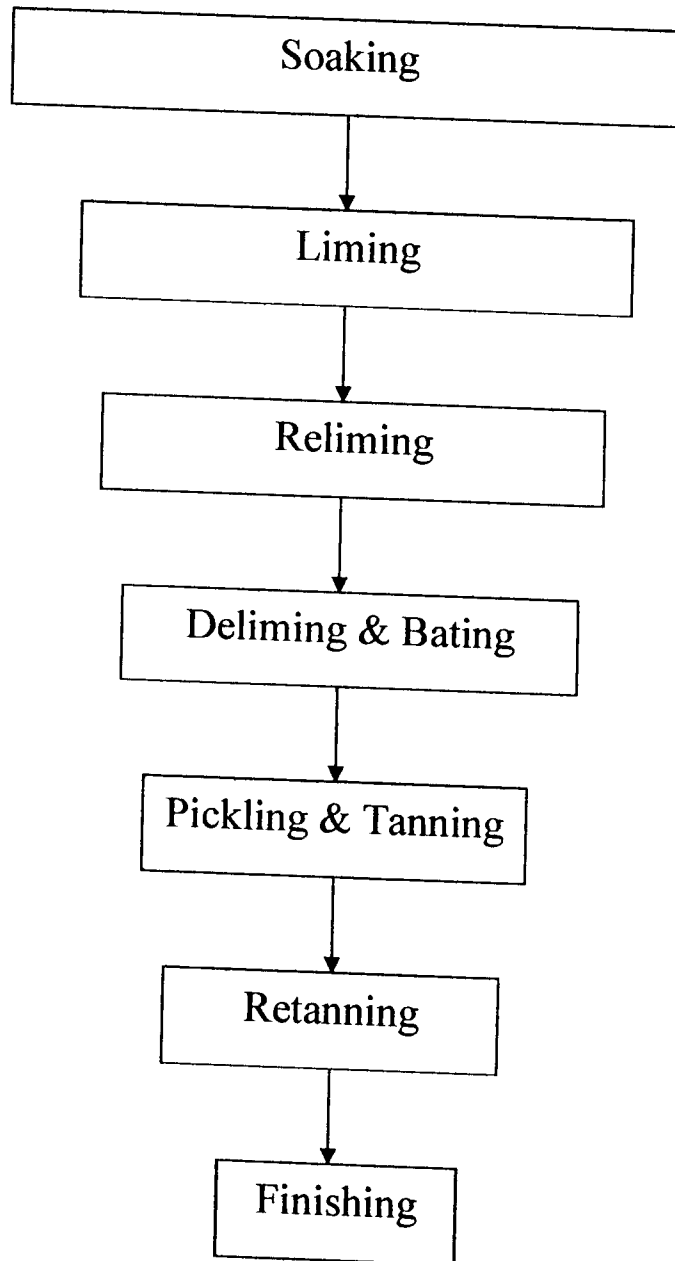 Soaking
Liming
Reliming
Deliming & Bating
Pickling & Tanning
Retanning
Finishing